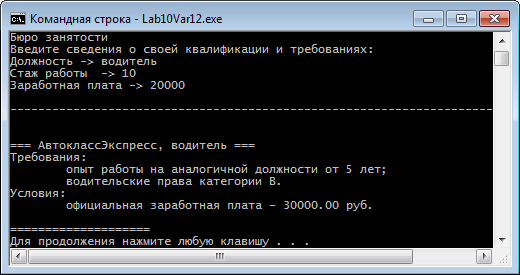 Командная строка - Lab10Var12.exe
Бюро занятости
Введите сведения о своей квалификации и требованиях:
Должность -> водитель
Стаж работы  -> 10
Заработная плата -> 20000
---------------------------------------------------------------------
=== АвтоклассЭкспресс, водитель ===
Требования:
        опыт работы на аналогичной должности от 5 лет;
        водительские права категории В.
Условия:
        официальная заработная плата – 30000.00 руб.
====================
Для продолжения нажмите любую клавишу . . .